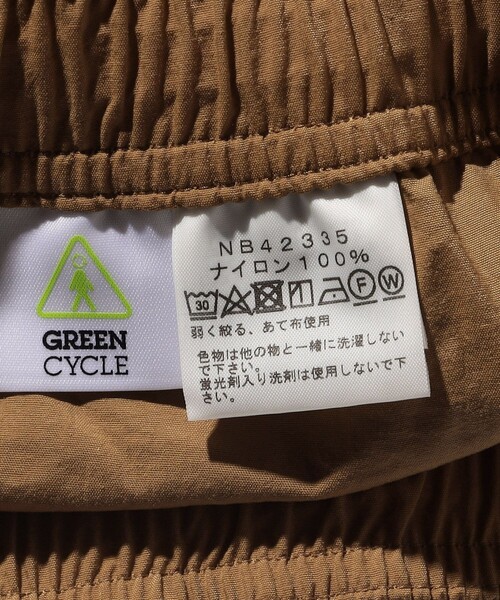 GREEN
CYCLE
NB42335
ナイロン100%
30
F
W
弱く絞る、あて布使用
色物は他の物と一緒に洗濯しない
で下さい。
蛍光剤入り洗剤は使用しないで下
さい。